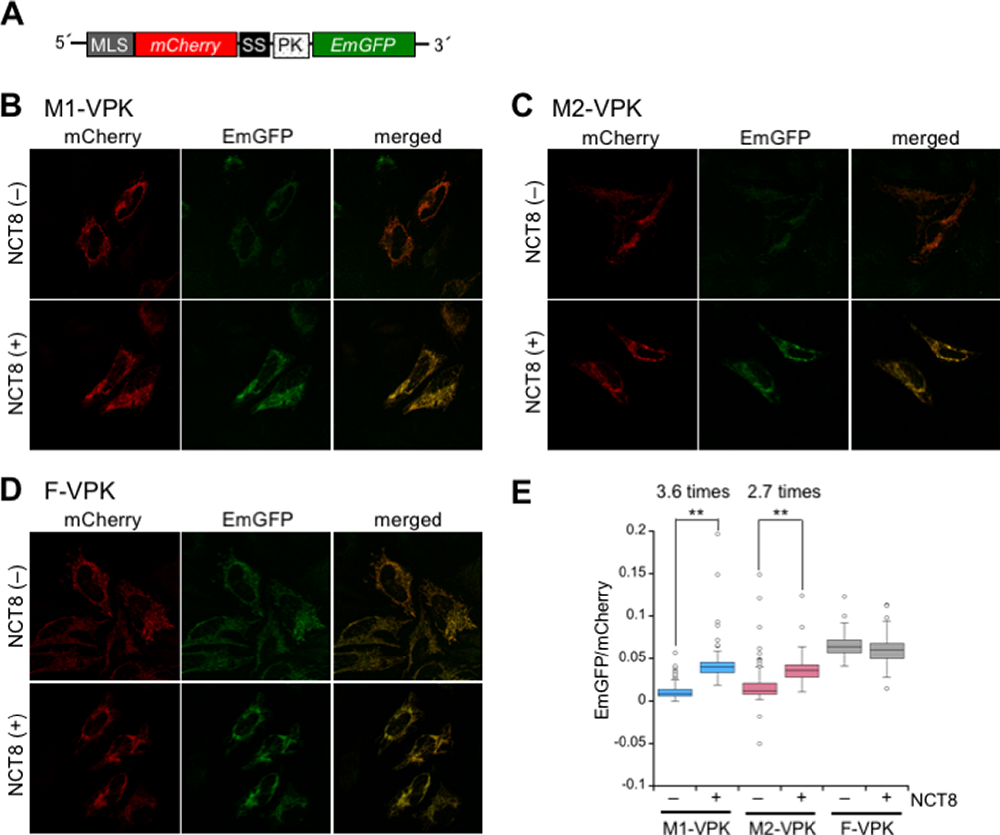 A
5´ MLS mCherry SS PK EmGFP 3´
B M1-VPK
mCherry EmGFP merged
NCT8 (–)
NCT8 (+)
C M2-VPK
mCherry EmGFP merged
NCT8 (–)
NCT8 (+)
D F-VPK
mCherry EmGFP merged
NCT8 (–)
NCT8 (+)
E
3.6 times 2.7 times
** **
EmGFP/mCherry
0.2
0.15
0.1
0.05
0
-0.05
-0.1
– + – + – + NCT8
M1-VPK M2-VPK F-VPK